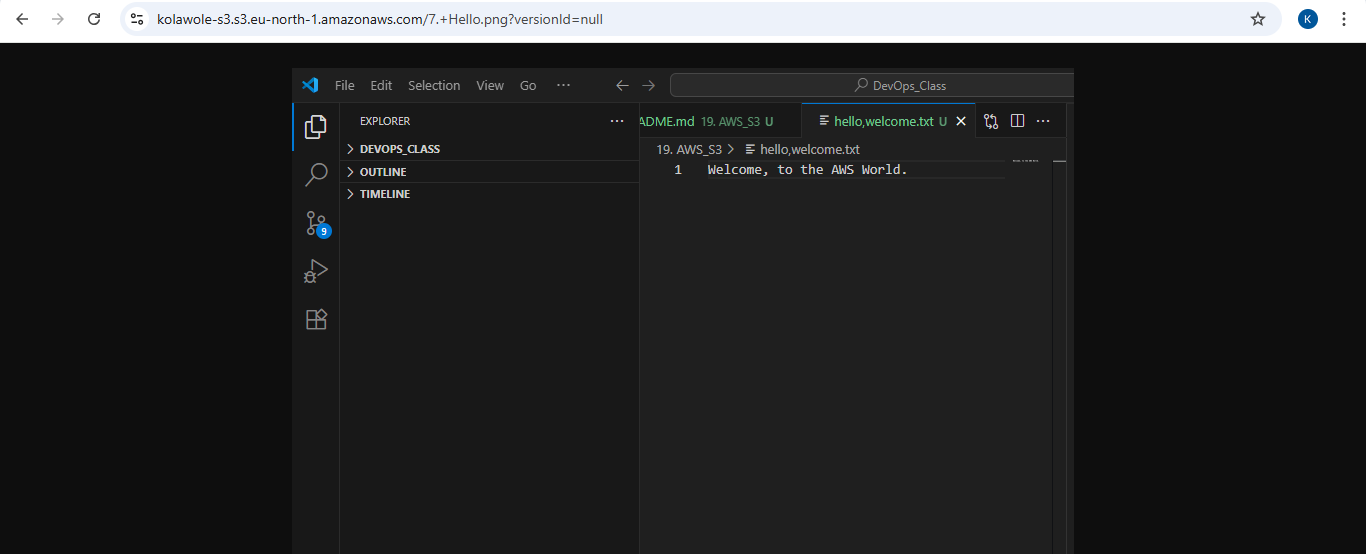 kolawole-s3.s3.eu-north-1.amazonaws.com/7.+Hello.png?versionId=null
K
File Edit Selection View Go ··· DevOps_Class
EXPLORER ···
DEVOPS_CLASS
OUTLINE
TIMELINE
9
ADME.md 19. AWS_S3 U
hello,welcome.txt U
19. AWS_S3 > hello,welcome.txt
1 Welcome, to the AWS World.